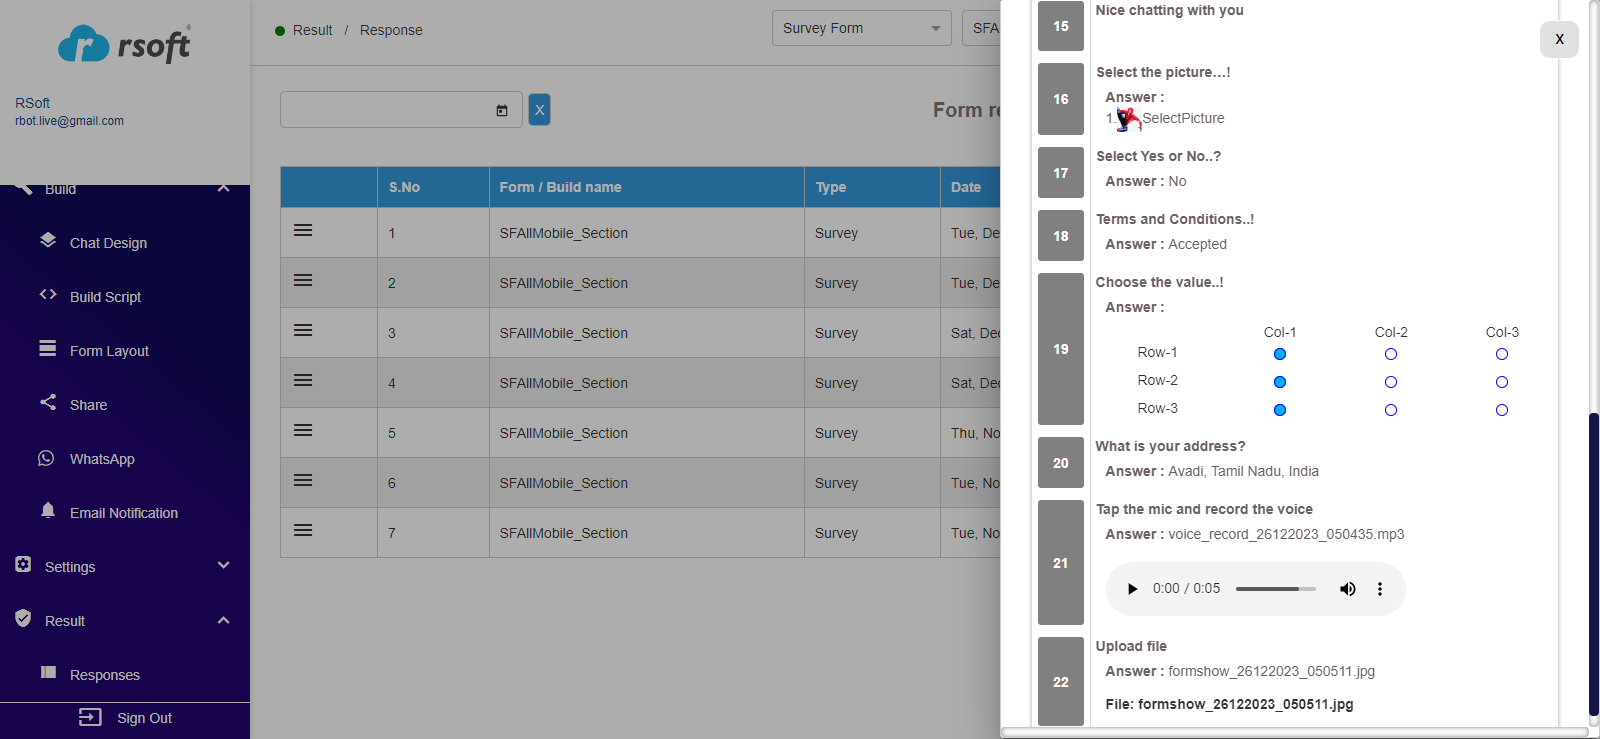 rsoft
RSoft
rbot.live@gmail.com
Build
Chat Design
Build Script
Form Layout
Share
WhatsApp
Email Notification
Settings
Result
Responses
Sign Out
Result / Response
Survey Form
SFA
X
Form re
S.No Form / Build name Type Date
1 SFAllMobile_Section Survey Tue, De
2 SFAllMobile_Section Survey Tue, De
3 SFAllMobile_Section Survey Sat, Dec
4 SFAllMobile_Section Survey Sat, Dec
5 SFAllMobile_Section Survey Thu, No
6 SFAllMobile_Section Survey Tue, No
7 SFAllMobile_Section Survey Tue, No
X
15 Nice chatting with you
16 Select the picture...!
Answer :
1. SelectPicture
17 Select Yes or No..?
Answer : No
18 Terms and Conditions..!
Answer : Accepted
19 Choose the value..!
Answer :
Col-1 Col-2 Col-3
Row-1
Row-2
Row-3
20 What is your address?
Answer : Avadi, Tamil Nadu, India
21 Tap the mic and record the voice
Answer : voice_record_26122023_050435.mp3
0:00 / 0:05
22 Upload file
Answer : formshow_26122023_050511.jpg
File: formshow_26122023_050511.jpg